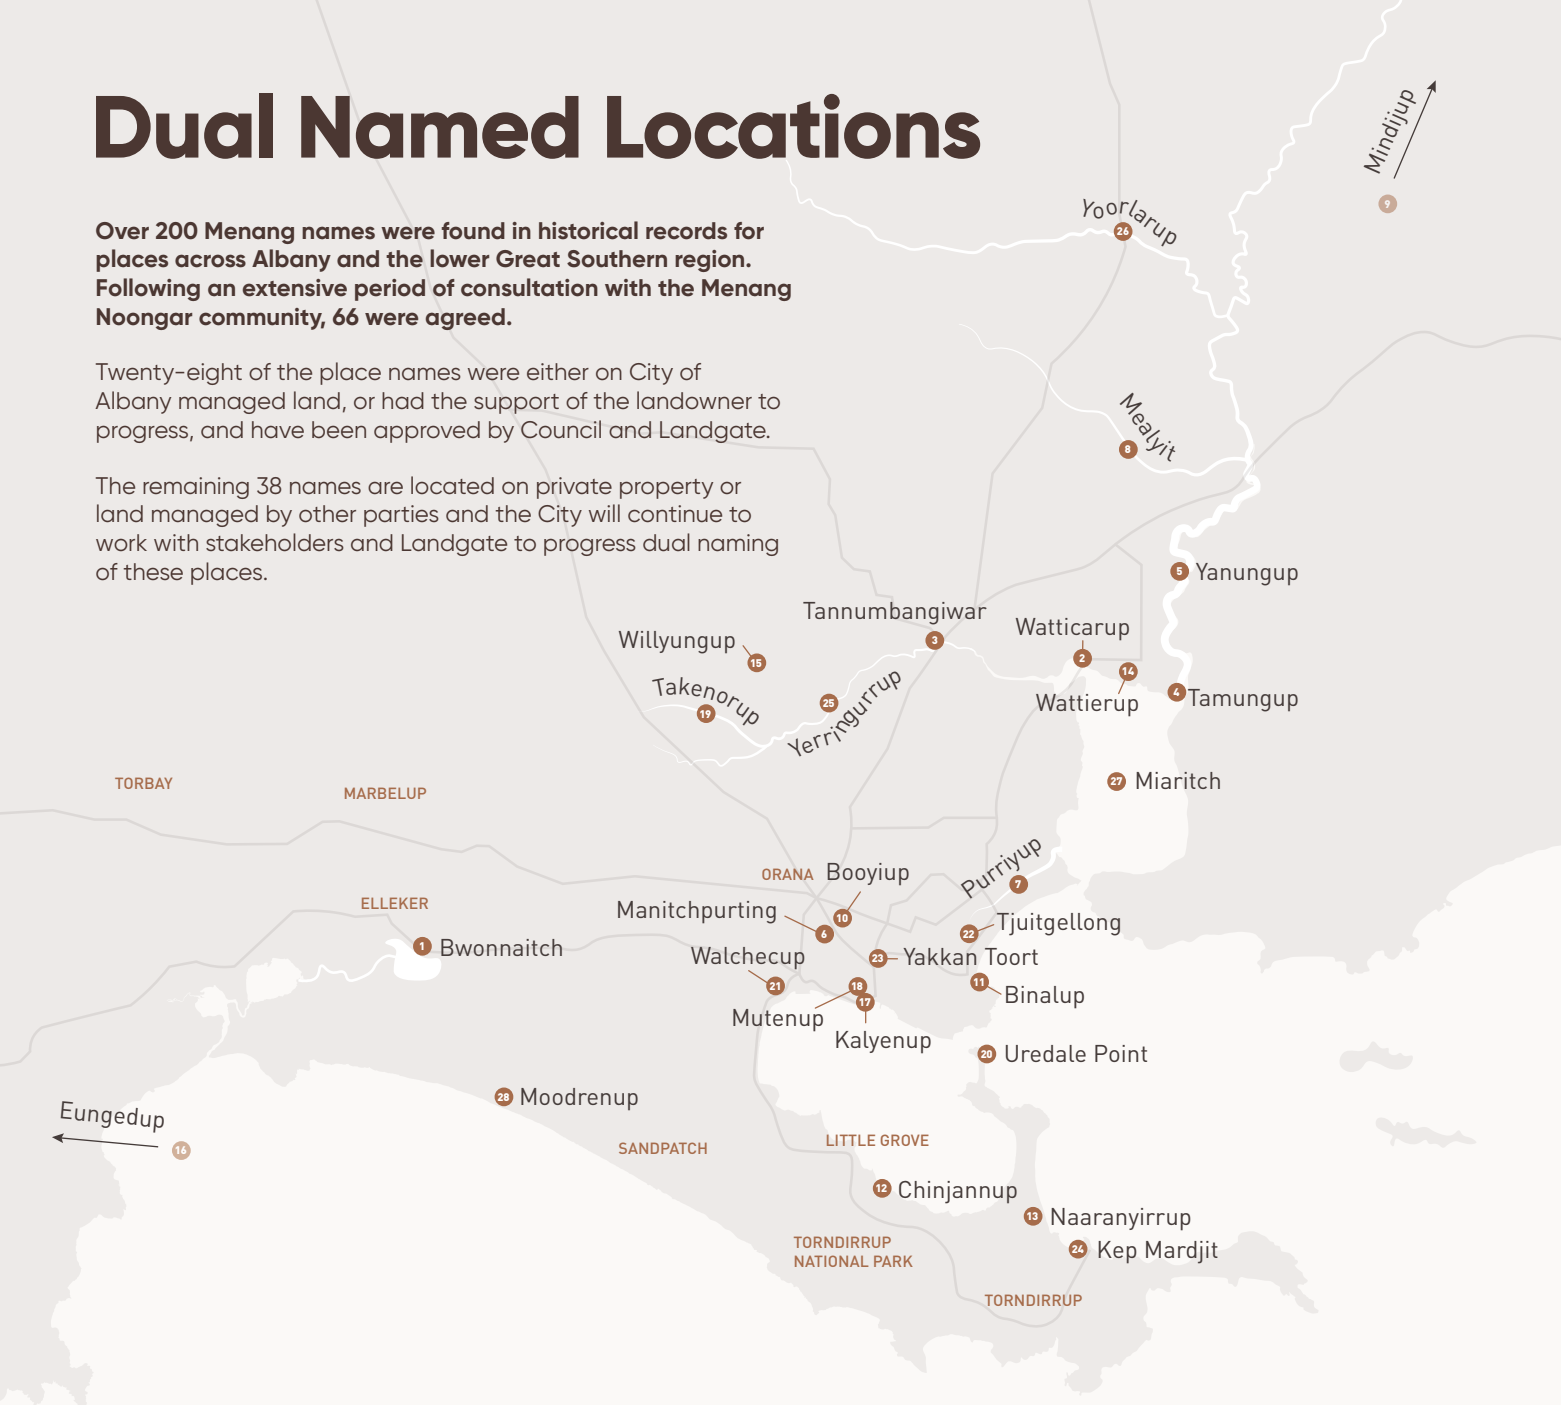 Dual Named Locations
Over 200 Menang names were found in historical records for
places across Albany and the lower Great Southern region.
Following an extensive period of consultation with the Menang
Noongar community, 66 were agreed.
Twenty-eight of the place names were either on City of
Albany managed land, or had the support of the landowner to
progress, and have been approved by Council and Landgate.
The remaining 38 names are located on private property or
land managed by other parties and the City will continue to
work with stakeholders and Landgate to progress dual naming
of these places.
Mindijup
9
Yoorlarup
26
Mealyit
8
5 Yanungup
Tannumbangiwar
3
Watticarup
2
Willyungup
15
14
Wattierup
4 Tamungup
Takenorup
19
25
Yerringurrup
27 Miaritch
TORBAY
MARBELUP
ORANA
Booyiup
10
Purriyup
7
ELLEKER
Manitchpurting
6
22 Tjuitgellong
1 Bwonnaitch
Walchecup
21
23 Yakkan Toort
11 Binalup
18
Mutenup
17
Kalyenup
20 Uredale Point
28 Moodrenup
Eungedup
16
SANDPATCH
LITTLE GROVE
12 Chinjannup
13 Naaranyirrup
24 Kep Mardjit
TORNDIRRUP
NATIONAL PARK
TORNDIRRUP